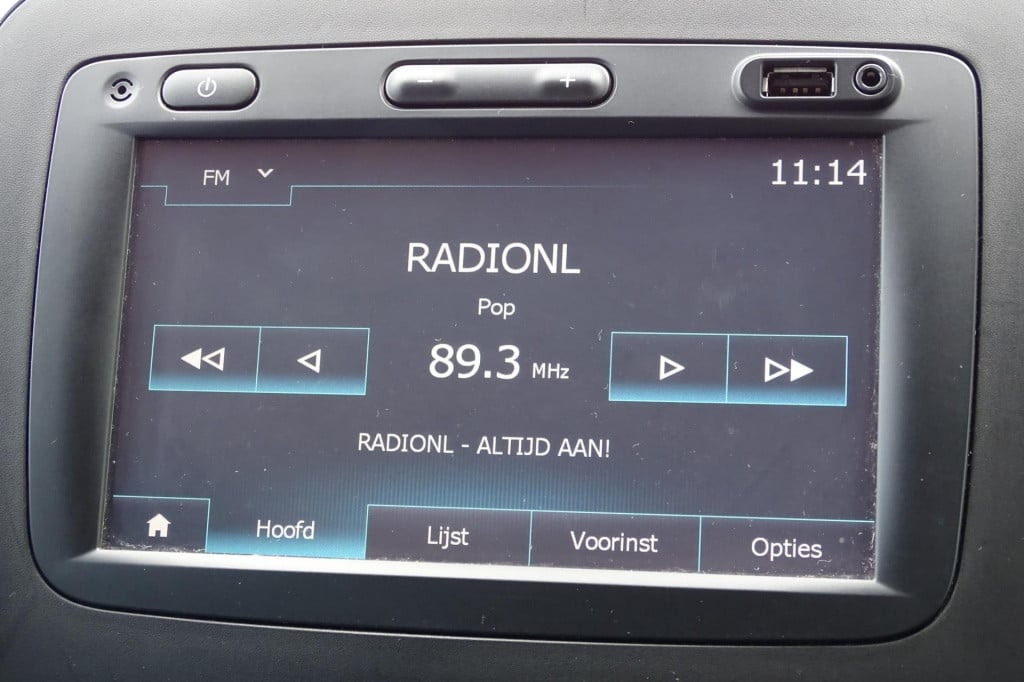 FM
11:14
RADIONL
Pop
89.3 MHz
RADIONL - ALTIJD AAN!
Hoofd
Lijst
Voorinst
Opties